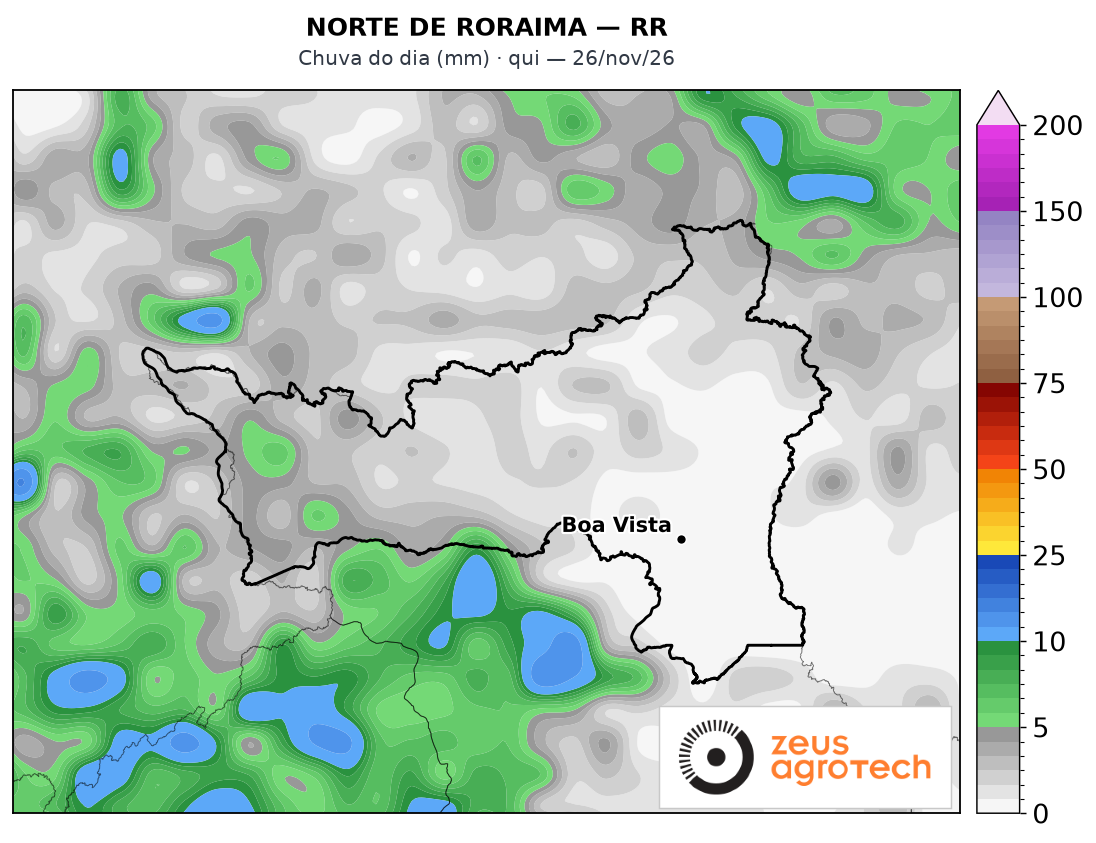 NORTE DE RORAIMA — RR
Chuva do dia (mm) · qui — 26/nov/26
200
150
100
75
50
25
10
5
0
Boa Vista
zeus
agrotech